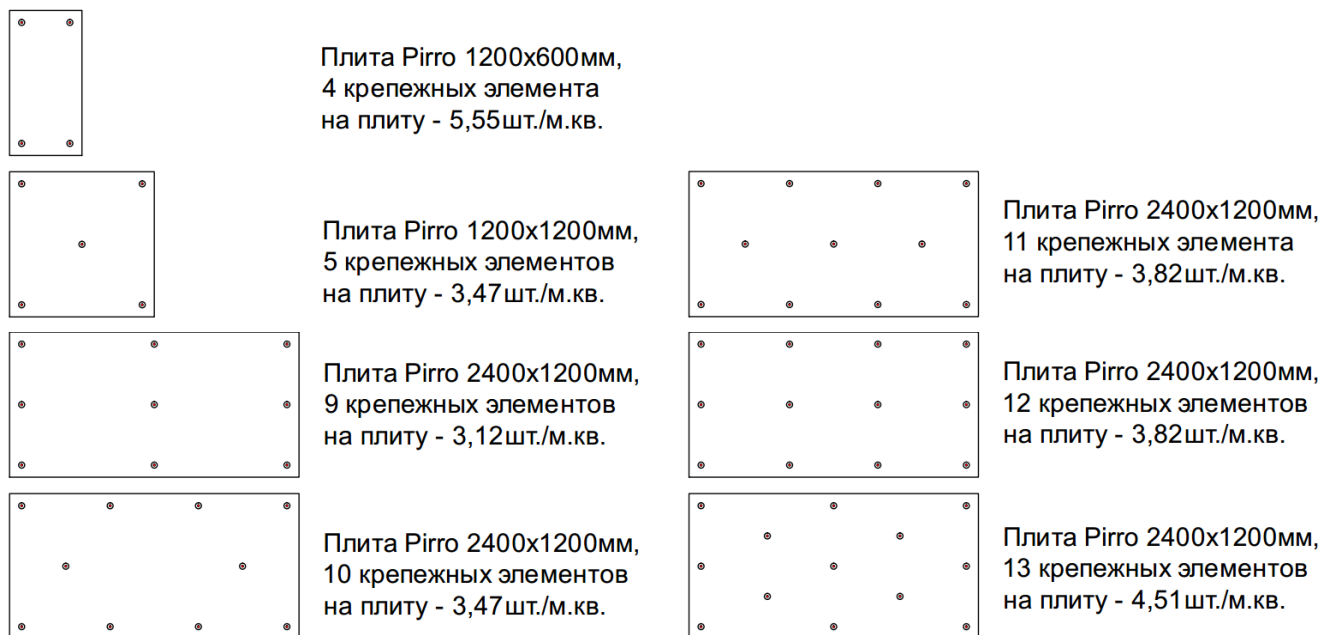 Плита Pirro 1200х600мм,
4 крепежных элемента
на плиту - 5,55шт./м.кв.
Плита Pirro 1200х1200мм,
5 крепежных элементов
на плиту - 3,47шт./м.кв.
Плита Pirro 2400х1200мм,
9 крепежных элементов
на плиту - 3,12шт./м.кв.
Плита Pirro 2400х1200мм,
10 крепежных элементов
на плиту - 3,47шт./м.кв.
Плита Pirro 2400х1200мм,
11 крепежных элемента
на плиту - 3,82шт./м.кв.
Плита Pirro 2400х1200мм,
12 крепежных элементов
на плиту - 3,82шт./м.кв.
Плита Pirro 2400х1200мм,
13 крепежных элементов
на плиту - 4,51шт./м.кв.